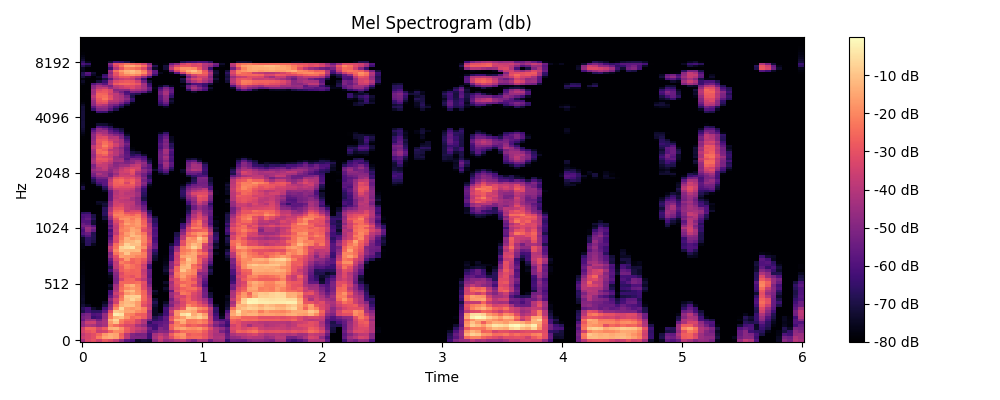 Mel Spectrogram (db)
8192
4096
2048
1024
512
0
Hz
0 1 2 3 4 5 6
Time
-10 dB
-20 dB
-30 dB
-40 dB
-50 dB
-60 dB
-70 dB
-80 dB